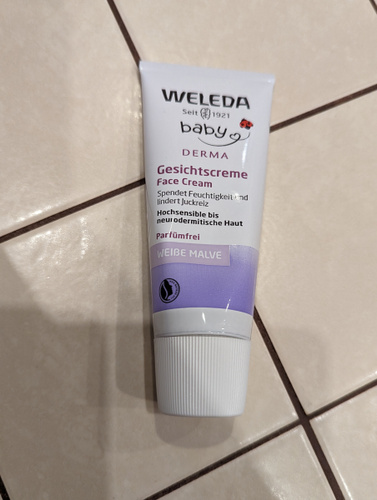 WELEDA
Seit 1921
baby
DERMA
Gesichtscreme
Face Cream
Spendet Feuchtigkeit und
lindert Juckreiz
Hochsensible bis
neurodermitische Haut
Parfümfrei
WEIßE MALVE